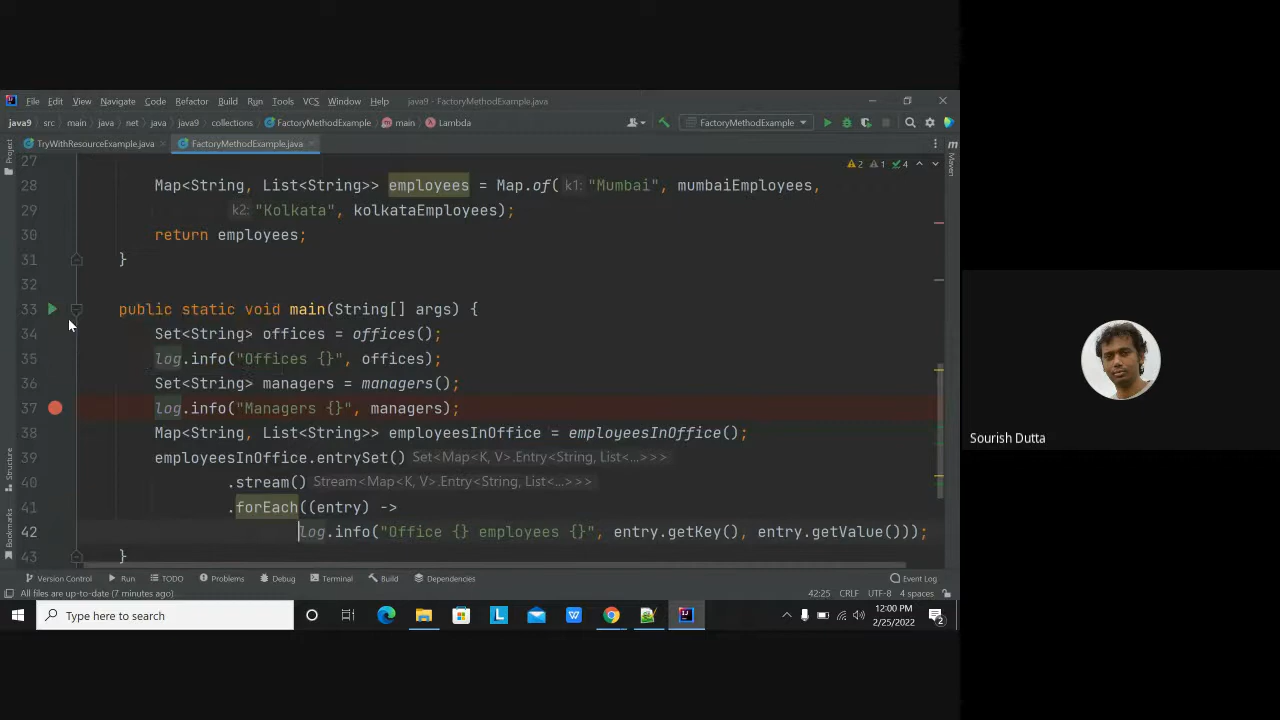 File Edit View Navigate Code Refactor Build Run Tools VCS Window Help java9 - FactoryMethodExample.java
java9 src main java net java java9 collections FactoryMethodExample main Lambda FactoryMethodExample
TryWithResourceExample.java FactoryMethodExample.java
Project
Structure
Bookmarks
Maven
2 1 4
27
28 Map<String, List<String>> employees = Map.of( k1: "Mumbai", mumbaiEmployees,
29 k2: "Kolkata", kolkataEmployees);
30 return employees;
31 }
32
33 public static void main(String[] args) {
34 Set<String> offices = offices();
35 log.info("Offices {}", offices);
36 Set<String> managers = managers();
37 log.info("Managers {}", managers);
38 Map<String, List<String>> employeesInOffice = employeesInOffice();
39 employeesInOffice.entrySet() Set<Map<K, V>.Entry<String, List<...>>>
40 .stream() Stream<Map<K, V>.Entry<String, List<...>>>
41 .forEach((entry) ->
42 log.info("Office {} employees {}", entry.getKey(), entry.getValue()));
43 }
Version Control Run TODO Problems Debug Terminal Build Dependencies Event Log
All files are up-to-date (7 minutes ago) 42:25 CRLF UTF-8 4 spaces
Type here to search
12:00 PM
2/25/2022
2
Sourish Dutta